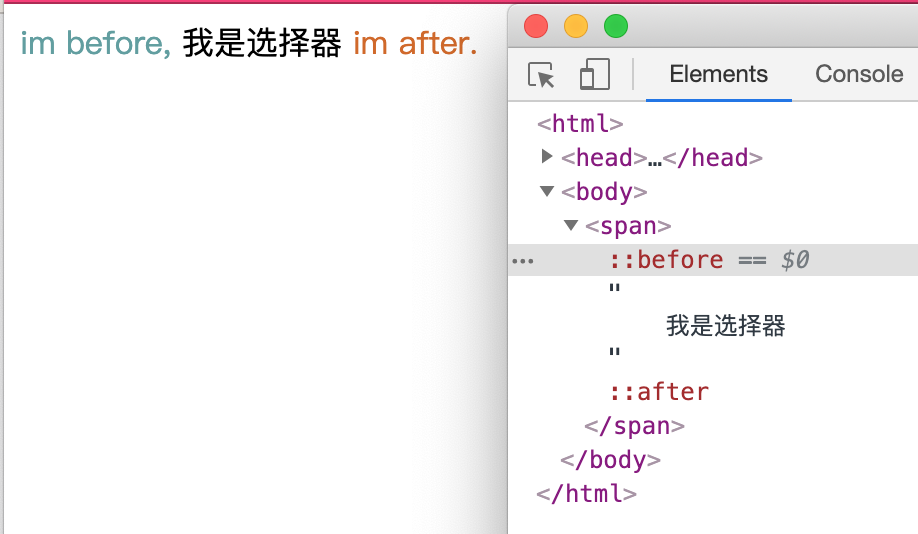 im before, 我是选择器 im after.
Elements Console
<html>
<head>…</head>
<body>
<span>
::before == $0
"
我是选择器
"
::after
</span>
</body>
</html>